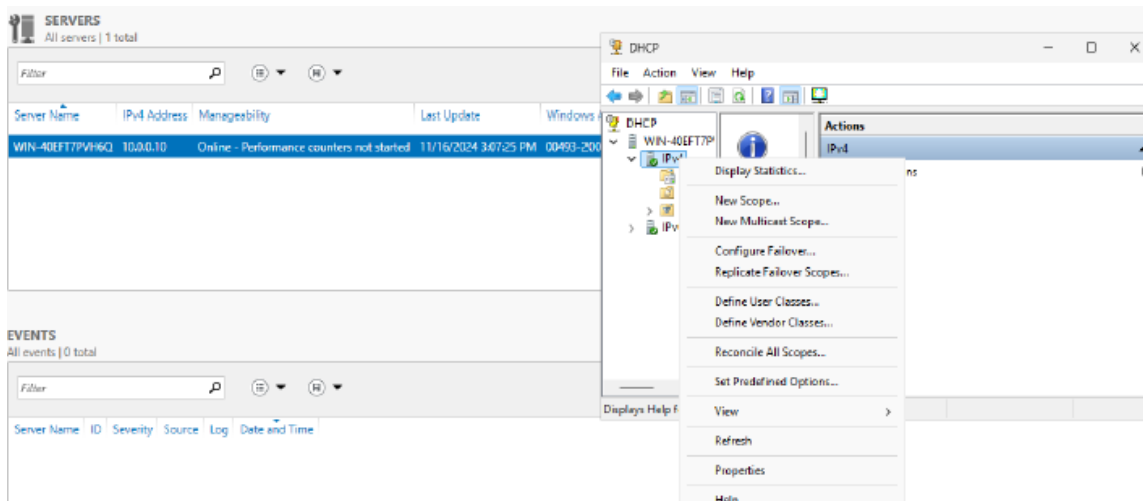 SERVERS
All servers | 1 total
Filter
Server Name IPv4 Address Manageability Last Update Windows
WIN-40EFT7PVH6Q 10.0.0.10 Online - Performance counters not started 11/16/2024 3:07:25 PM 00493-200
EVENTS
All events | 0 total
Filter
Server Name ID Severity Source Log Date and Time
DHCP
File Action View Help
DHCP
WIN-40EFT7P
IPv4
IPv
Actions
IPv4
ns
Displays Help f
Display Statistics...
New Scope...
New Multicast Scope...
Configure Failover...
Replicate Failover Scopes...
Define User Classes...
Define Vendor Classes...
Reconcile All Scopes...
Set Predefined Options...
View
Refresh
Properties
Help